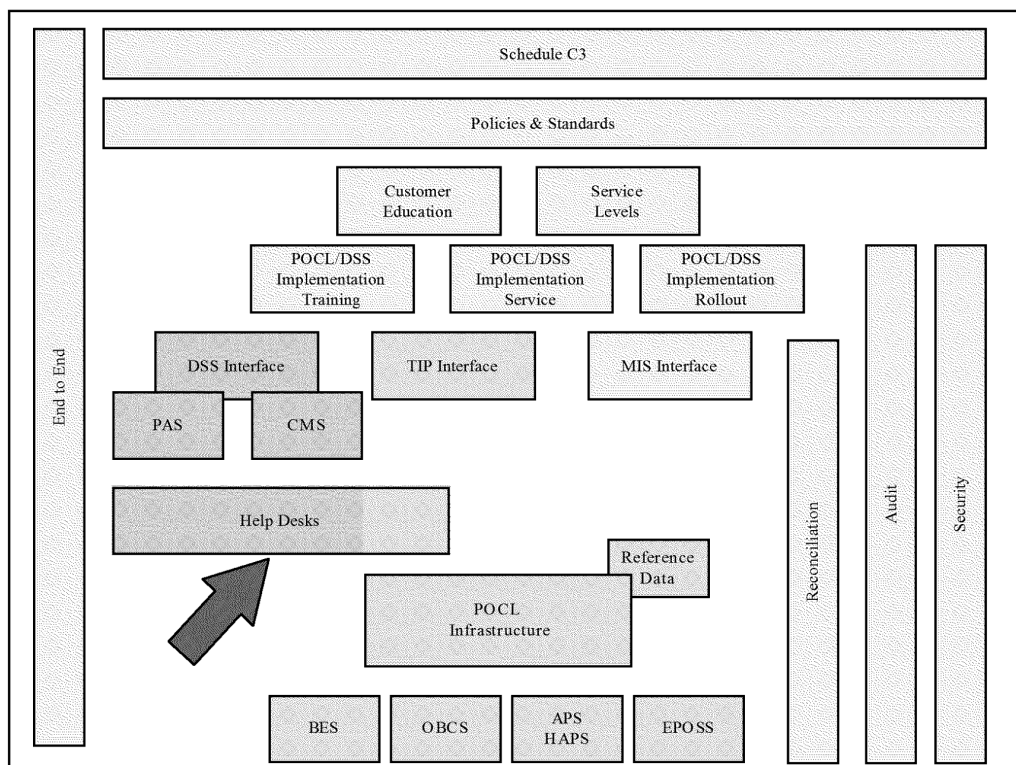 Schedule C3
Policies & Standards
Customer
Education
Service
Levels
POCL/DSS
Implementation
Training
POCL/DSS
Implementation
Service
POCL/DSS
Implementation
Rollout
DSS Interface
TIP Interface
MIS Interface
PAS
CMS
End to End
Help Desks
Reference
Data
POCL
Infrastructure
Reconciliation
Audit
Security
BES
OBCS
APS
HAPS
EPOSS